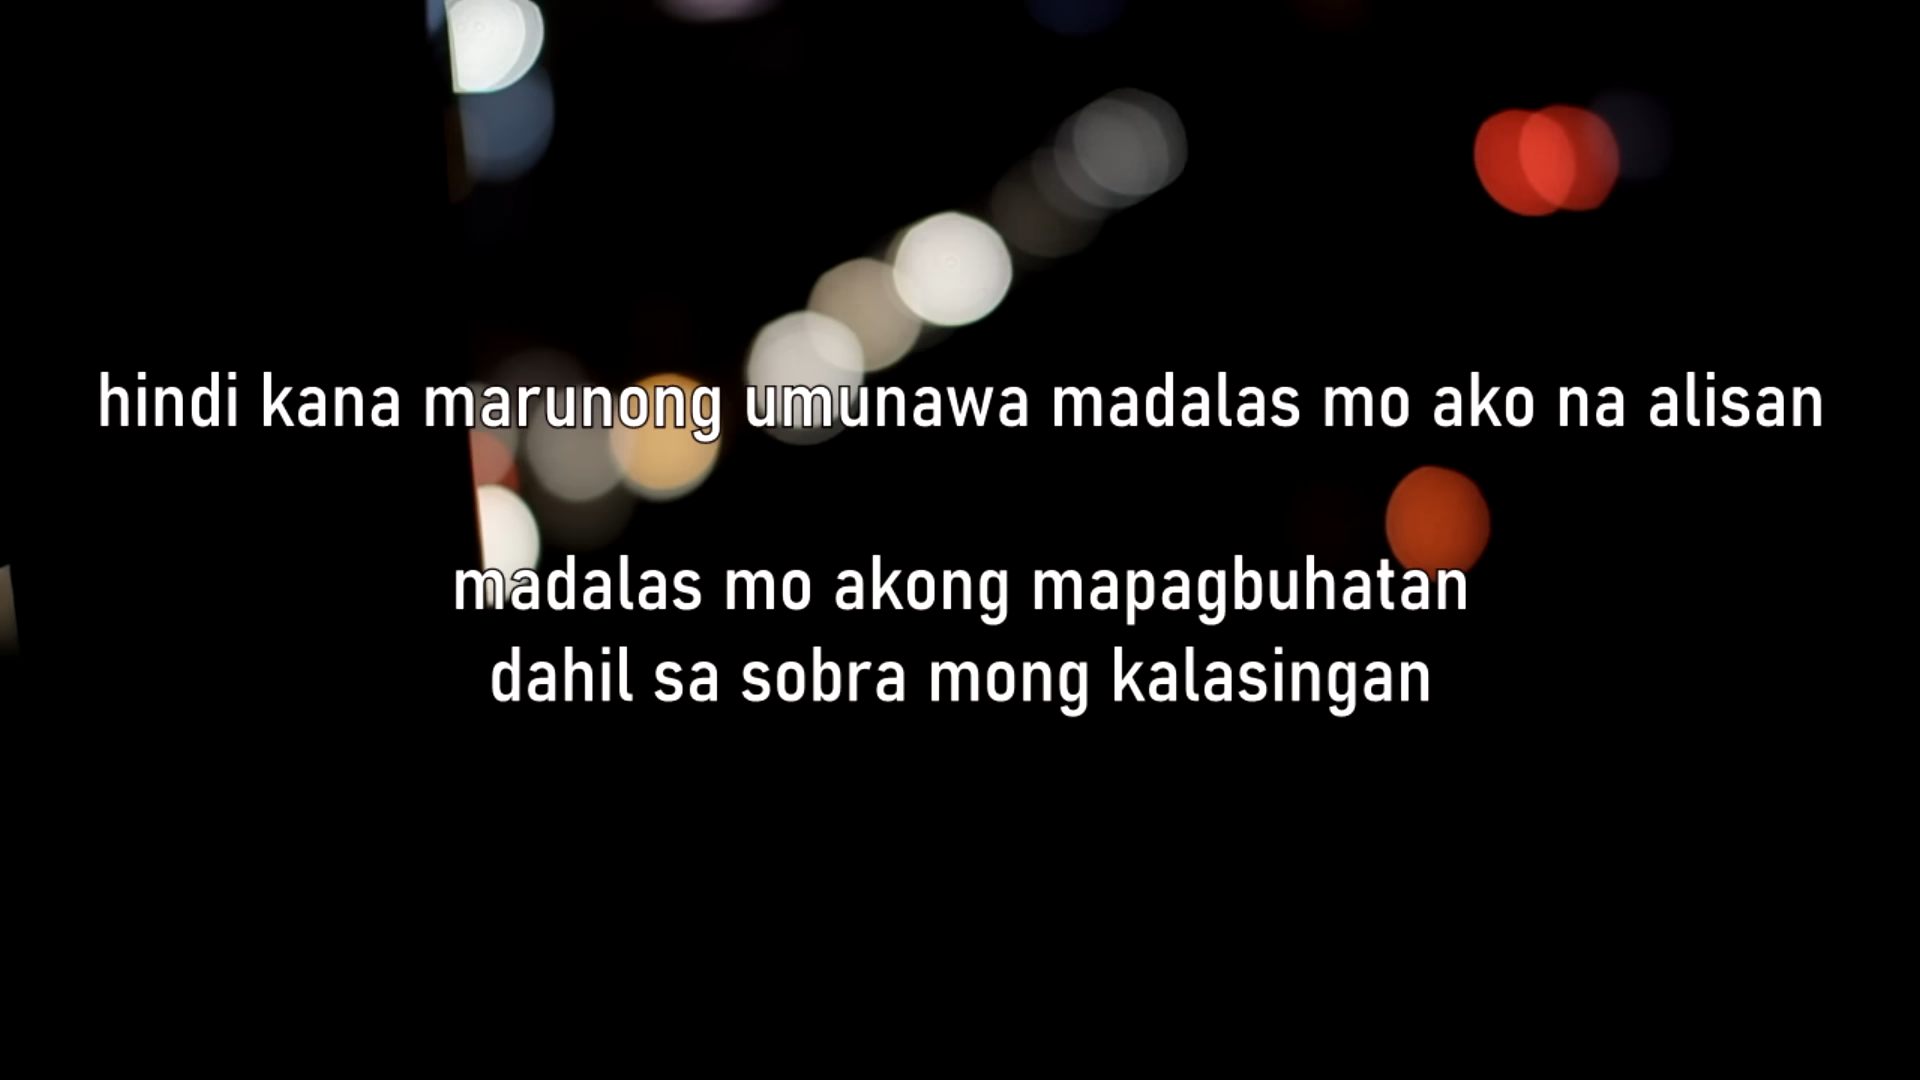 hindi kana marunong umunawa madalas mo ako na alisan
madalas mo akong mapagbuhatan
dahil sa sobra mong kalasingan